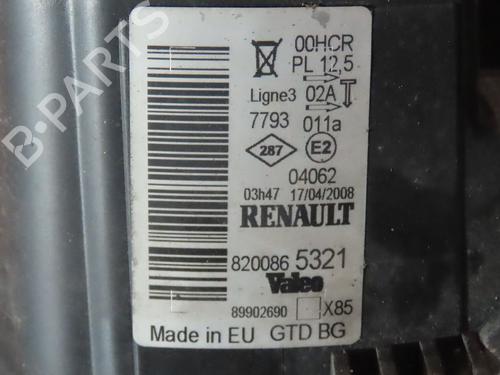 B-PARTS
00HCR
PL 12,5
Ligne3 02A
7793 011a
287 E2
04062
03h47 17/04/2008
RENAULT
820086 5321
Valeo
89902690 X85
Made in EU GTD BG